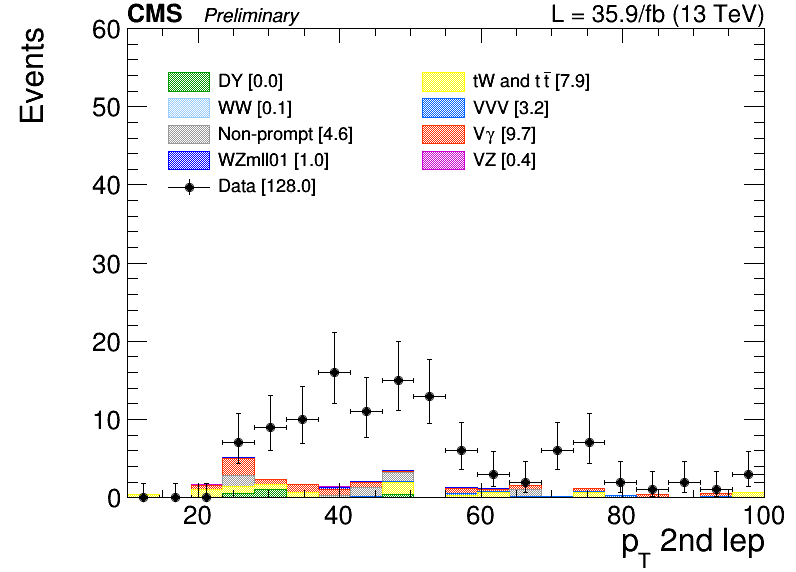 CMS Preliminary L = 35.9/fb (13 TeV)
Events
60
50
40
30
20
10
0
DY [0.0]
WW [0.1]
Non-prompt [4.6]
WZmll01 [1.0]
Data [128.0]
tW and t t̄ [7.9]
VVV [3.2]
Vγ [9.7]
VZ [0.4]
20 40 60 80 100
p_T 2nd lep